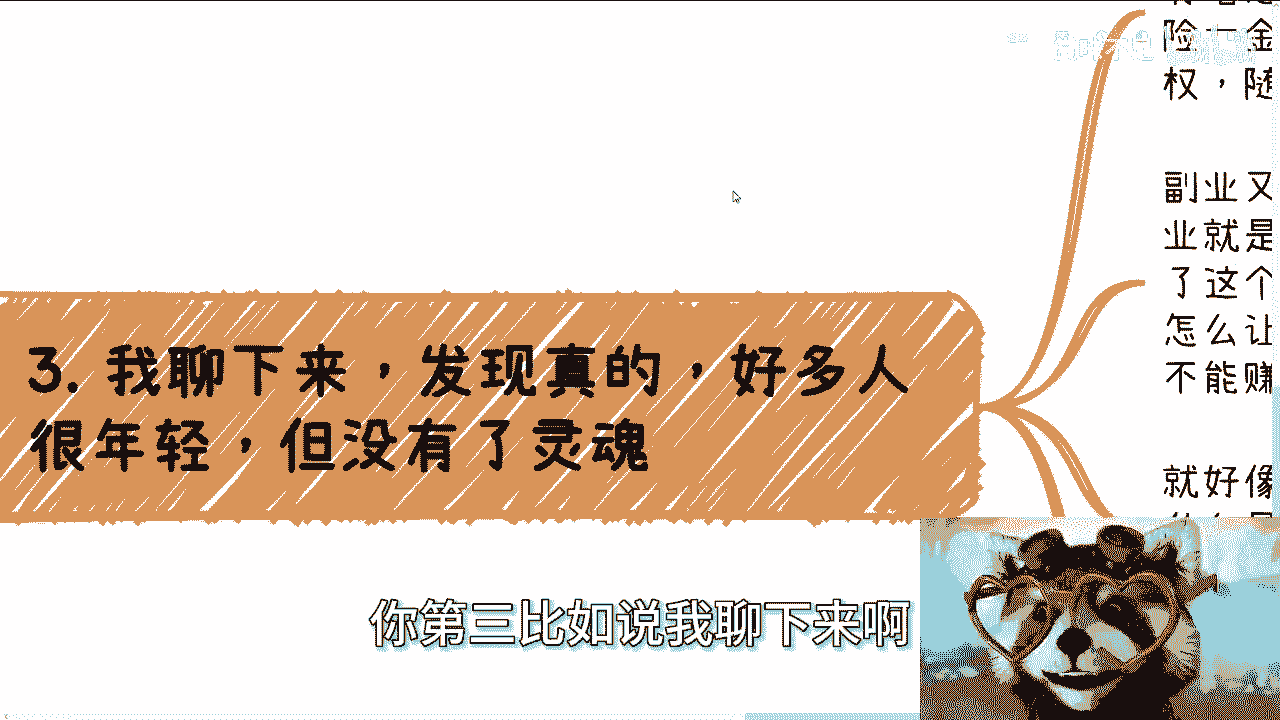 险一金
权，随
副业又
业就是
了这个
怎么让
不能赚
3. 我聊下来，发现真的，好多人
很年轻，但没有了灵魂
就好像
你第三比如说我聊下来啊